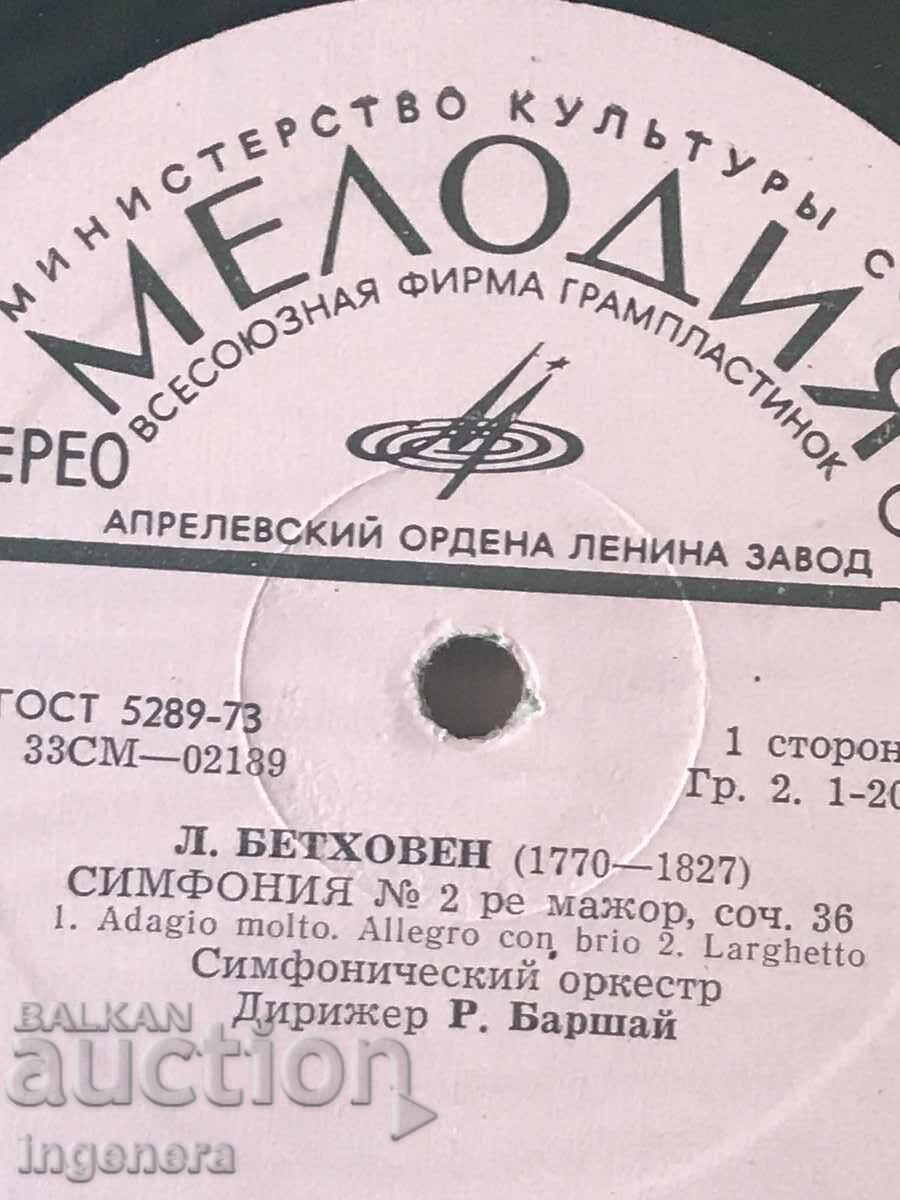 МИНИСТЕРСТВО КУЛЬТУРЫ С
МЕЛОДИЯ
ВСЕСОЮЗНАЯ ФИРМА ГРАМПЛАСТИНОК
ЕРЕО
АПРЕЛЕВСКИЙ ОРДЕНА ЛЕНИНА ЗАВОД
ГОСТ 5289-73
33СМ—02189
1 сторон
Гр. 2. 1-20
Л. БЕТХОВЕН (1770—1827)
СИМФОНИЯ № 2 ре мажор, соч. 36
1. Adagio molto. Allegro con brio 2. Larghetto
Симфонический оркестр
Дирижер Р. Баршай
BALKAN
auction
ingenera